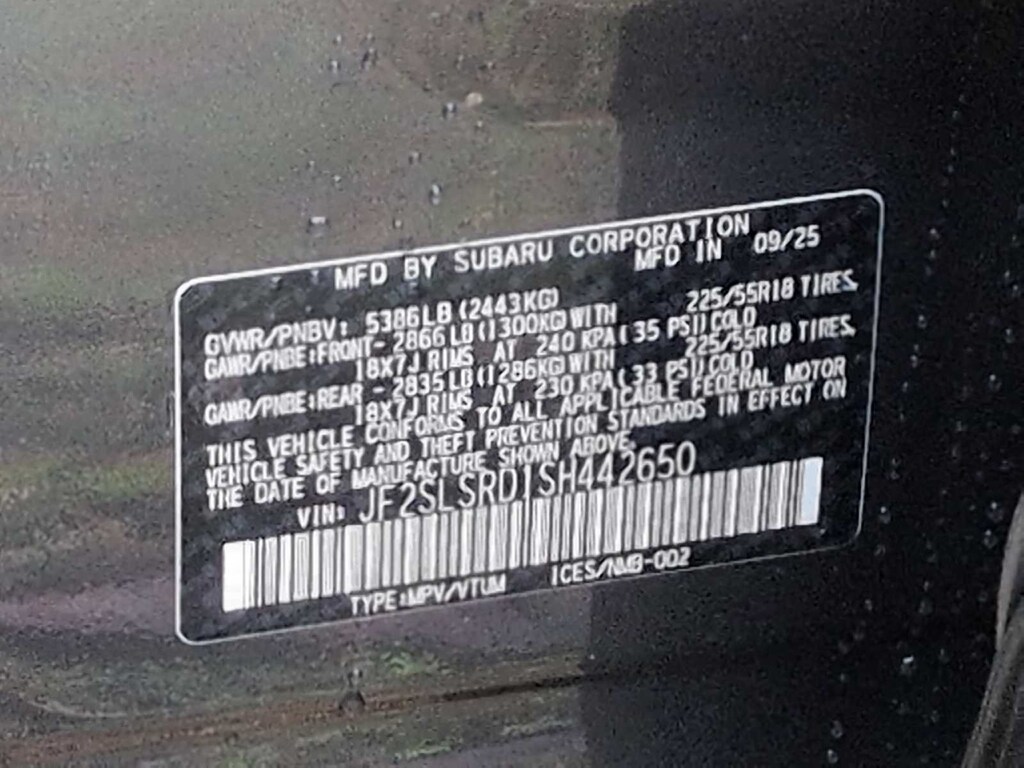 MFD BY SUBARU CORPORATION
MFD IN 09/25
GVWR/PNBV: 5386LB(2443KG)
GAWR/PNBE:FRONT- 2866LB(1300KG)WITH 225/55R18 TIRES,
18X7J RIMS AT 240 KPA(35 PSI)COLD
GAWR/PNBE:REAR - 2835LB(1286KG)WITH 225/55R18 TIRES,
18X7J RIMS AT 230 KPA(33 PSI)COLD
THIS VEHICLE CONFORMS TO ALL APPLICABLE FEDERAL MOTOR
VEHICLE SAFETY AND THEFT PREVENTION STANDARDS IN EFFECT ON
THE DATE OF MANUFACTURE SHOWN ABOVE.
VIN: JF2SLSRD1SH442650
TYPE:MPV/VTUM ICES/NMB-002